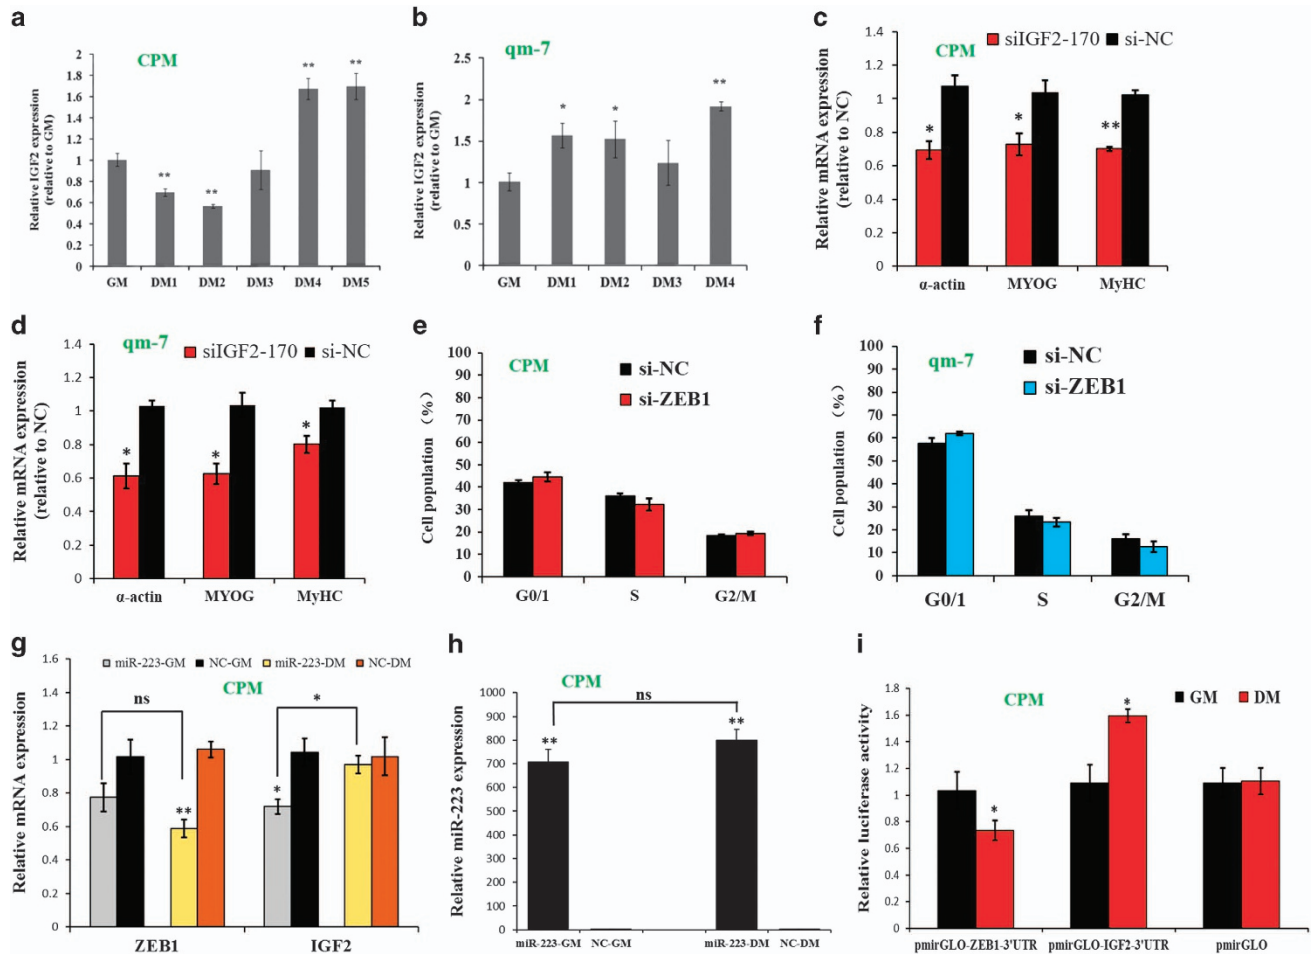 a
CPM
Relative IGF2 expression
(relative to GM)
2
1.8
1.6
1.4
1.2
1
0.8
0.6
0.4
0.2
0
** ** ** **
GM DM1 DM2 DM3 DM4 DM5
b
qm-7
Relative IGF2 expression
(relative to GM)
2.5
2
1.5
1
0.5
0
* * **
GM DM1 DM2 DM3 DM4
c
CPM
siIGF2-170 si-NC
Relative mRNA expression
(relative to NC)
1.4
1.2
1
0.8
0.6
0.4
0.2
0
* * **
α-actin MYOG MyHC
d
qm-7
siIGF2-170 si-NC
Relative mRNA expression
(relative to NC)
1.4
1.2
1
0.8
0.6
0.4
0.2
0
* * *
α-actin MYOG MyHC
e
CPM
si-NC
si-ZEB1
Cell population (%)
100
90
80
70
60
50
40
30
20
10
0
G0/1 S G2/M
f
qm-7
si-NC
si-ZEB1
Cell population (%)
100
90
80
70
60
50
40
30
20
10
0
G0/1 S G2/M
g
miR-223-GM NC-GM miR-223-DM NC-DM
CPM
Relative mRNA expression
1.6
1.4
1.2
1
0.8
0.6
0.4
0.2
0
ns *
** *
ZEB1 IGF2
h
CPM
Relative miR-223 expression
1000
900
800
700
600
500
400
300
200
100
0
ns
** **
miR-223-GM NC-GM miR-223-DM NC-DM
i
CPM
GM DM
Relative luciferase activity
1.8
1.6
1.4
1.2
1
0.8
0.6
0.4
0.2
0
* *
pmirGLO-ZEB1-3'UTR pmirGLO-IGF2-3'UTR pmirGLO